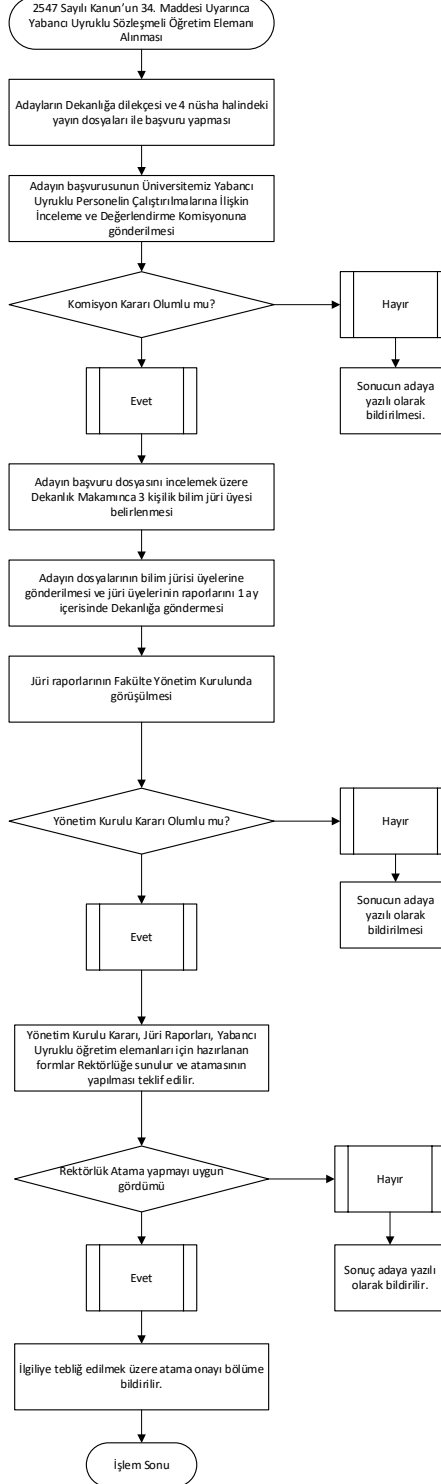 2547 Sayılı Kanun'un 34. Maddesi Uyarınca
Yabancı Uyruklu Sözleşmeli Öğretim Elemanı
Alınması
Adayların Dekanlığa dilekçesi ve 4 nüsha halindeki
yayın dosyaları ile başvuru yapması
Adayın başvurusunun Üniversitemiz Yabancı
Uyruklu Personelin Çalıştırılmalarına İlişkin
İnceleme ve Değerlendirme Komisyonuna
gönderilmesi
Komisyon Kararı Olumlu mu?
Hayır
Evet
Sonucun adaya
yazılı olarak
bildirilmesi.
Adayın başvuru dosyasını incelemek üzere
Dekanlık Makamınca 3 kişilik bilim jüri üyesi
belirlenmesi
Adayın dosyalarının bilim jürisi üyelerine
gönderilmesi ve jüri üyelerinin raporlarını 1 ay
içerisinde Dekanlığa göndermesi
Jüri raporlarının Fakülte Yönetim Kurulunda
görüşülmesi
Yönetim Kurulu Kararı Olumlu mu?
Hayır
Evet
Sonucun adaya
yazılı olarak
bildirilmesi
Yönetim Kurulu Kararı, Jüri Raporları, Yabancı
Uyruklu öğretim elemanları için hazırlanan
formlar Rektörlüğe sunulur ve atamasının
yapılması teklif edilir.
Rektörlük Atama yapmayı uygun
gördümü
Hayır
Evet
Sonuç adaya yazılı
olarak bildirilir.
İlgiliye tebliğ edilmek üzere atama onayı bölüme
bildirilir.
İşlem Sonu